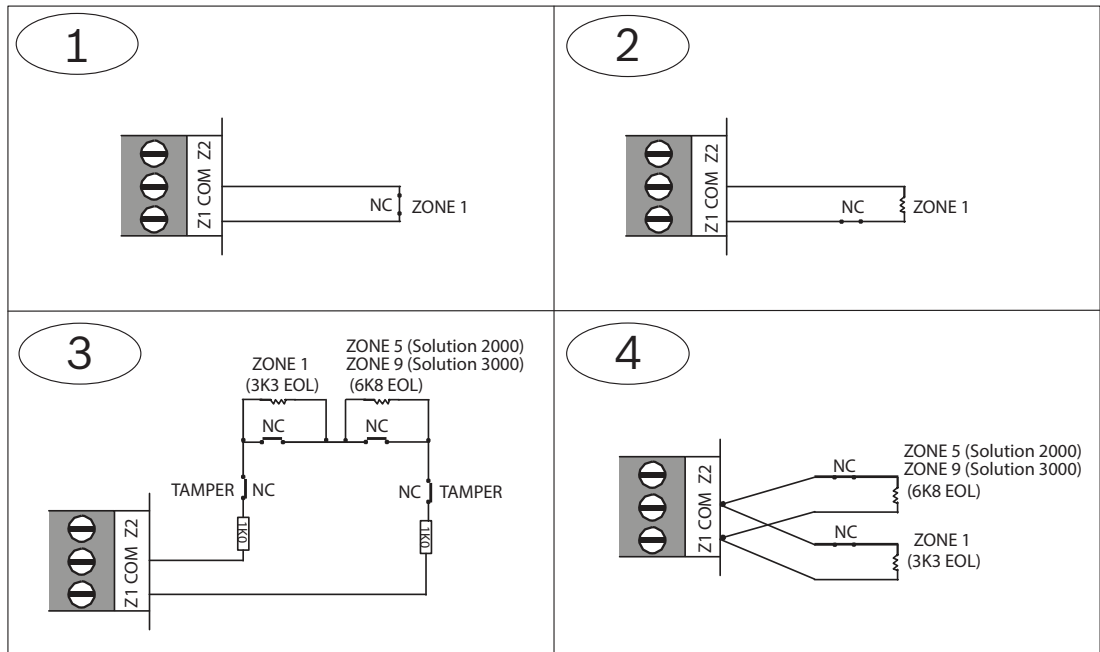 1
Z1 COM Z2
NC
ZONE 1
2
Z1 COM Z2
NC
ZONE 1
3
ZONE 1
(3K3 EOL)
ZONE 5 (Solution 2000)
ZONE 9 (Solution 3000)
(6K8 EOL)
NC
NC
TAMPER
NC
NC
TAMPER
1K0
1K0
Z1 COM Z2
4
Z1 COM Z2
NC
ZONE 5 (Solution 2000)
ZONE 9 (Solution 3000)
(6K8 EOL)
NC
ZONE 1
(3K3 EOL)